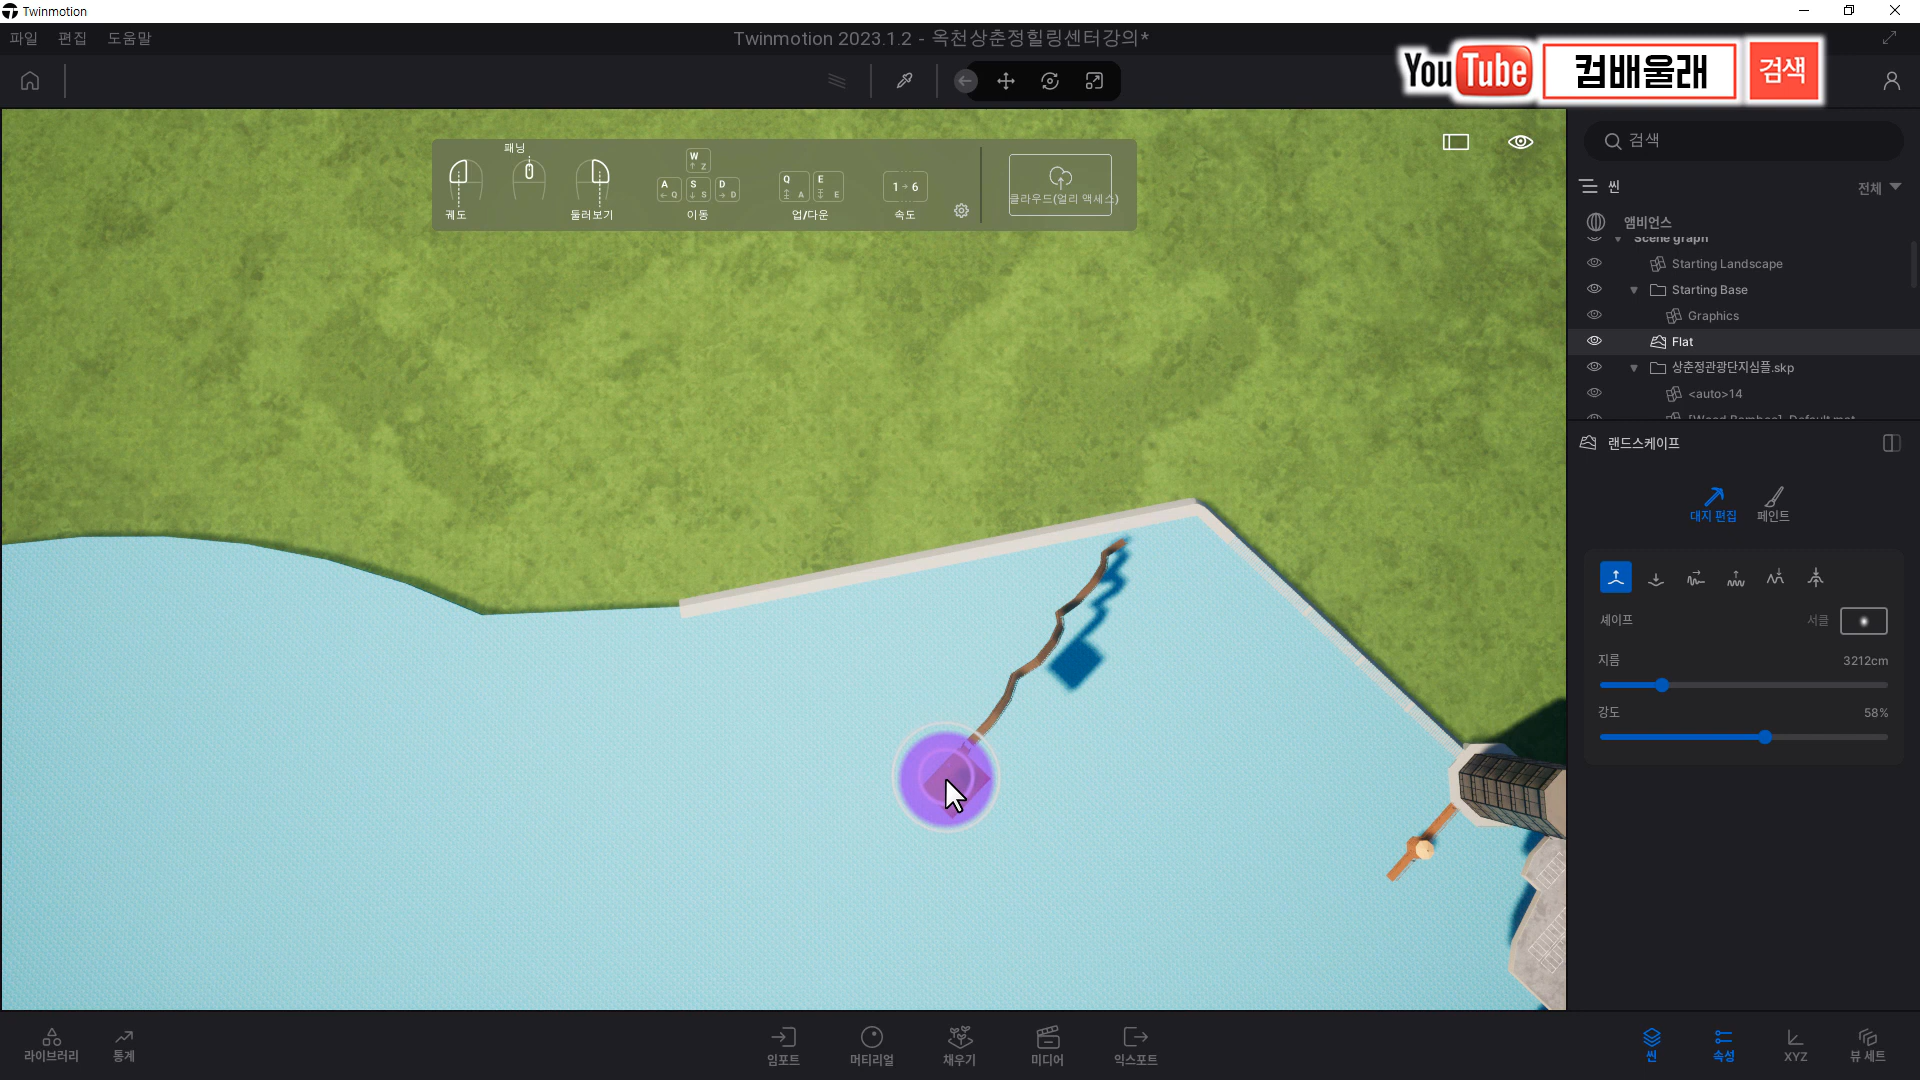 Twinmotion
파일 편집 도움말
Twinmotion 2023.1.2 - 옥천상춘정힐링센터강의*
YouTube 컴배울래 검색
패닝
궤도
둘러보기
W
↑ Z
A S D
← Q ↓ S → D
이동
Q E
A E
업/다운
1 → 6
속도
클라우드(얼리 액세스)
검색
씬
전체
앰비언스
Scene graph
Starting Landscape
Starting Base
Graphics
Flat
상춘정관광단지심플.skp
<auto>14
[Wood Bamboo]_Default mat
랜드스케이프
대지 편집
페인트
셰이프 서클
지름 3212cm
강도 58%
라이브러리
통계
임포트
머티리얼
채우기
미디어
익스포트
씬
속성
XYZ
뷰 세트